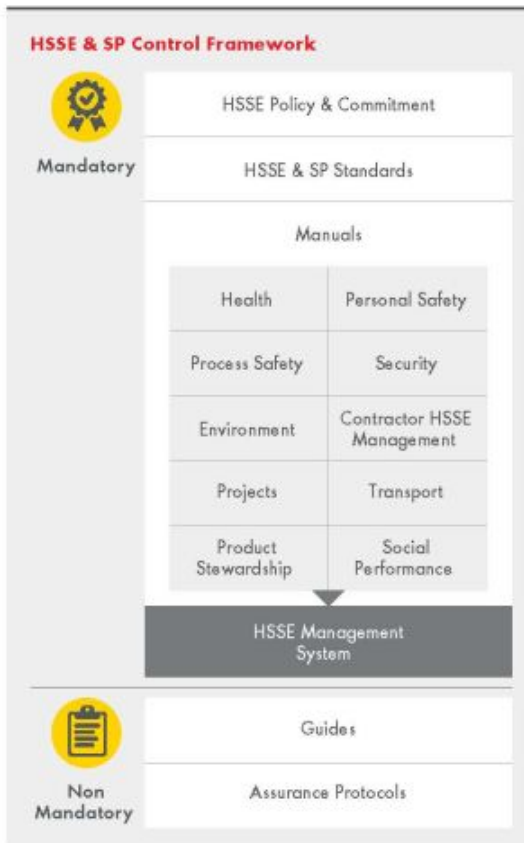 HSSE & SP Control Framework
Mandatory
HSSE Policy & Commitment
HSSE & SP Standards
Manuals
Health
Personal Safety
Process Safety
Security
Environment
Contractor HSSE
Management
Projects
Transport
Product
Stewardship
Social
Performance
HSSE Management
System
Non
Mandatory
Guides
Assurance Protocols